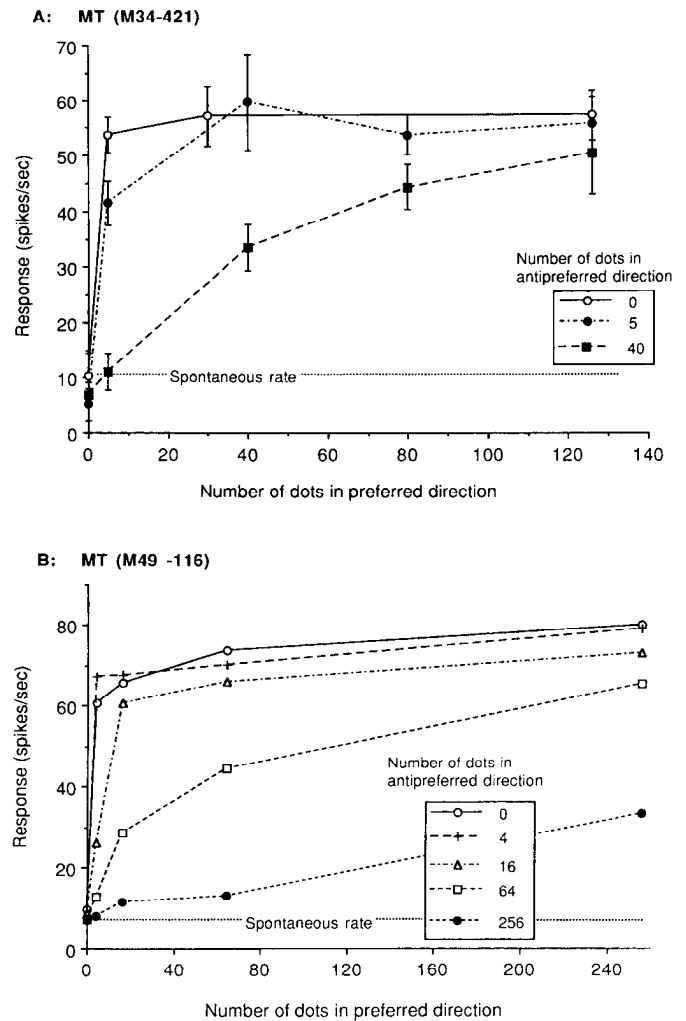 A: MT (M34-421)
70
60
50
40
30
20
10
0
Response (spikes/sec)
Number of dots in
antipreferred direction
0
5
40
Spontaneous rate
0 20 40 60 80 100 120 140
Number of dots in preferred direction
B: MT (M49 -116)
80
60
40
20
0
Response (spikes/sec)
Number of dots in
antipreferred direction
0
4
16
64
256
Spontaneous rate
0 40 80 120 160 200 240
Number of dots in preferred direction